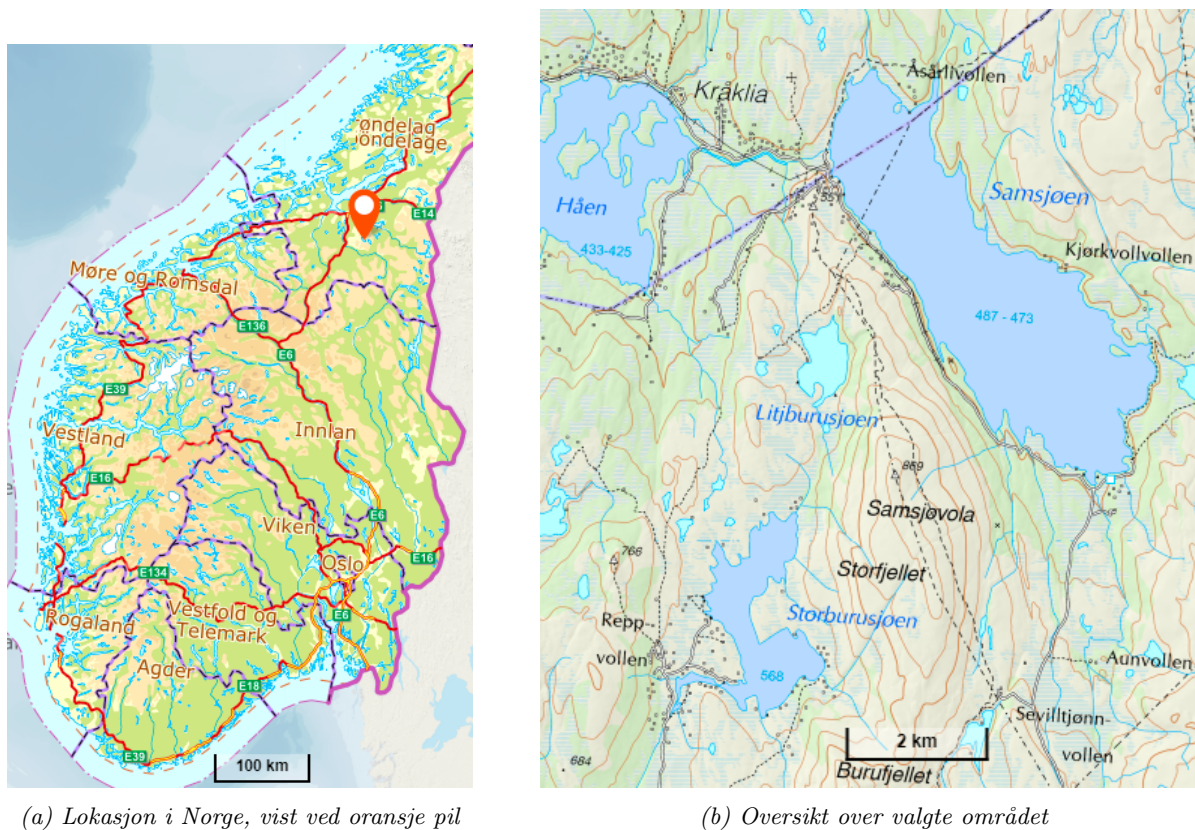 øndelag
øndelage
E14
Møre og Romsdal
E136
E6
E39
Vestland
Innlan
E16
Viken
E6
Oslo
E16
E134
Vestfold og
Telemark
E6
Rogaland
Agder
E18
E39
100 km
(a) Lokasjon i Norge, vist ved oransje pil
Kråklia
Åsårllvollen
Samsjøen
Håen
551
433-425
Kjørkvollvollen
487 - 473
Litjburusjøen
869
Samsjøvola
766
Storfjellet
Storburusjøen
Repp-
vollen
568
Aunvollen
Sevilltjønn-
vollen
2 km
684
Burufjellet
(b) Oversikt over valgte området